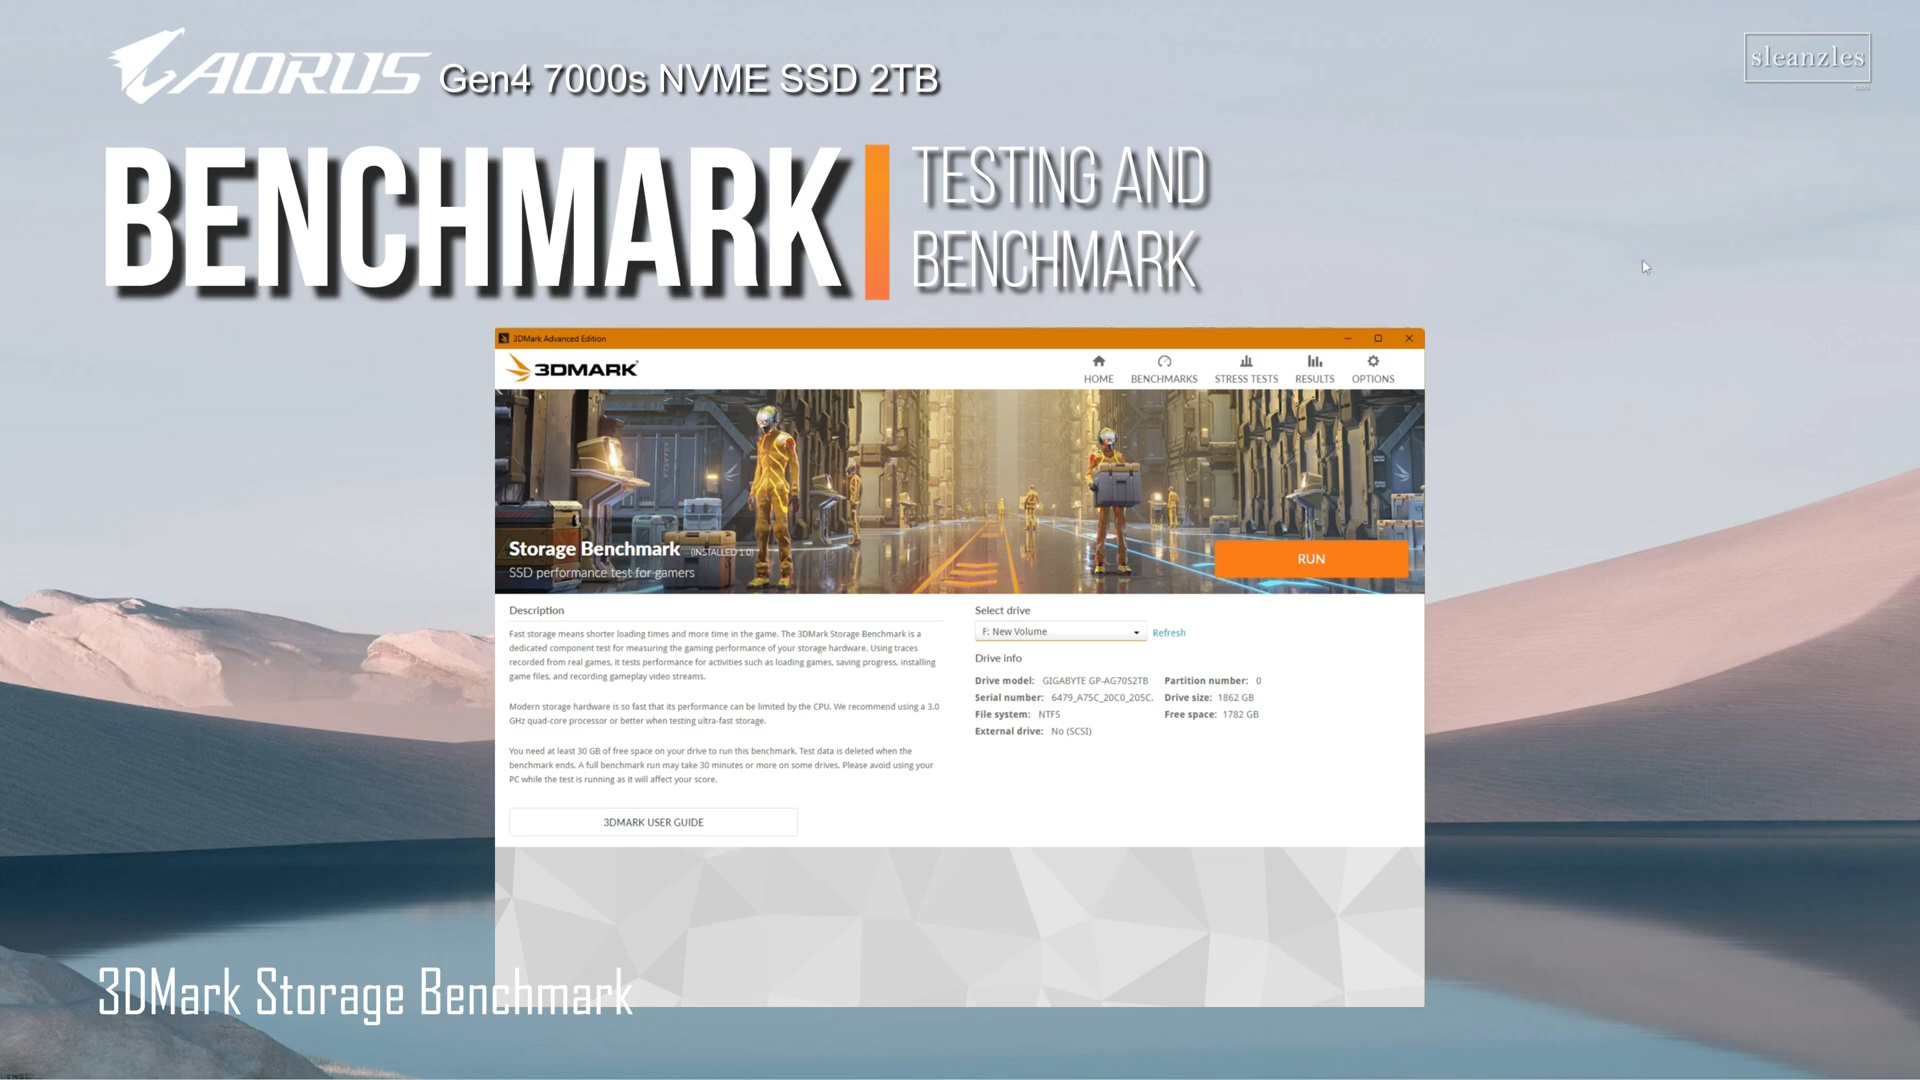 AORUS Gen4 7000s NVME SSD 2TB
sleanzles
BENCHMARK
TESTING AND
BENCHMARK
3DMark Advanced Edition
3DMARK
HOME
BENCHMARKS
STRESS TESTS
RESULTS
OPTIONS
Storage Benchmark (INSTALLED 1.0)
SSD performance test for gamers
RUN
Description
Fast storage means shorter loading times and more time in the game. The 3DMark Storage Benchmark is a
dedicated component test for measuring the gaming performance of your storage hardware. Using traces
recorded from real games, it tests performance for activities such as loading games, saving progress, installing
game files, and recording gameplay video streams.
Modern storage hardware is so fast that its performance can be limited by the CPU. We recommend using a 3.0
GHz quad-core processor or better when testing ultra-fast storage.
You need at least 30 GB of free space on your drive to run this benchmark. Test data is deleted when the
benchmark ends. A full benchmark run may take 30 minutes or more on some drives. Please avoid using your
PC while the test is running as it will affect your score.
3DMARK USER GUIDE
Select drive
F: New Volume
Refresh
Drive info
Drive model: GIGABYTE GP-AG70S2TB Partition number: 0
Serial number: 6479_A75C_20C0_205C. Drive size: 1862 GB
File system: NTFS Free space: 1782 GB
External drive: No (SCSI)
3DMark Storage Benchmark